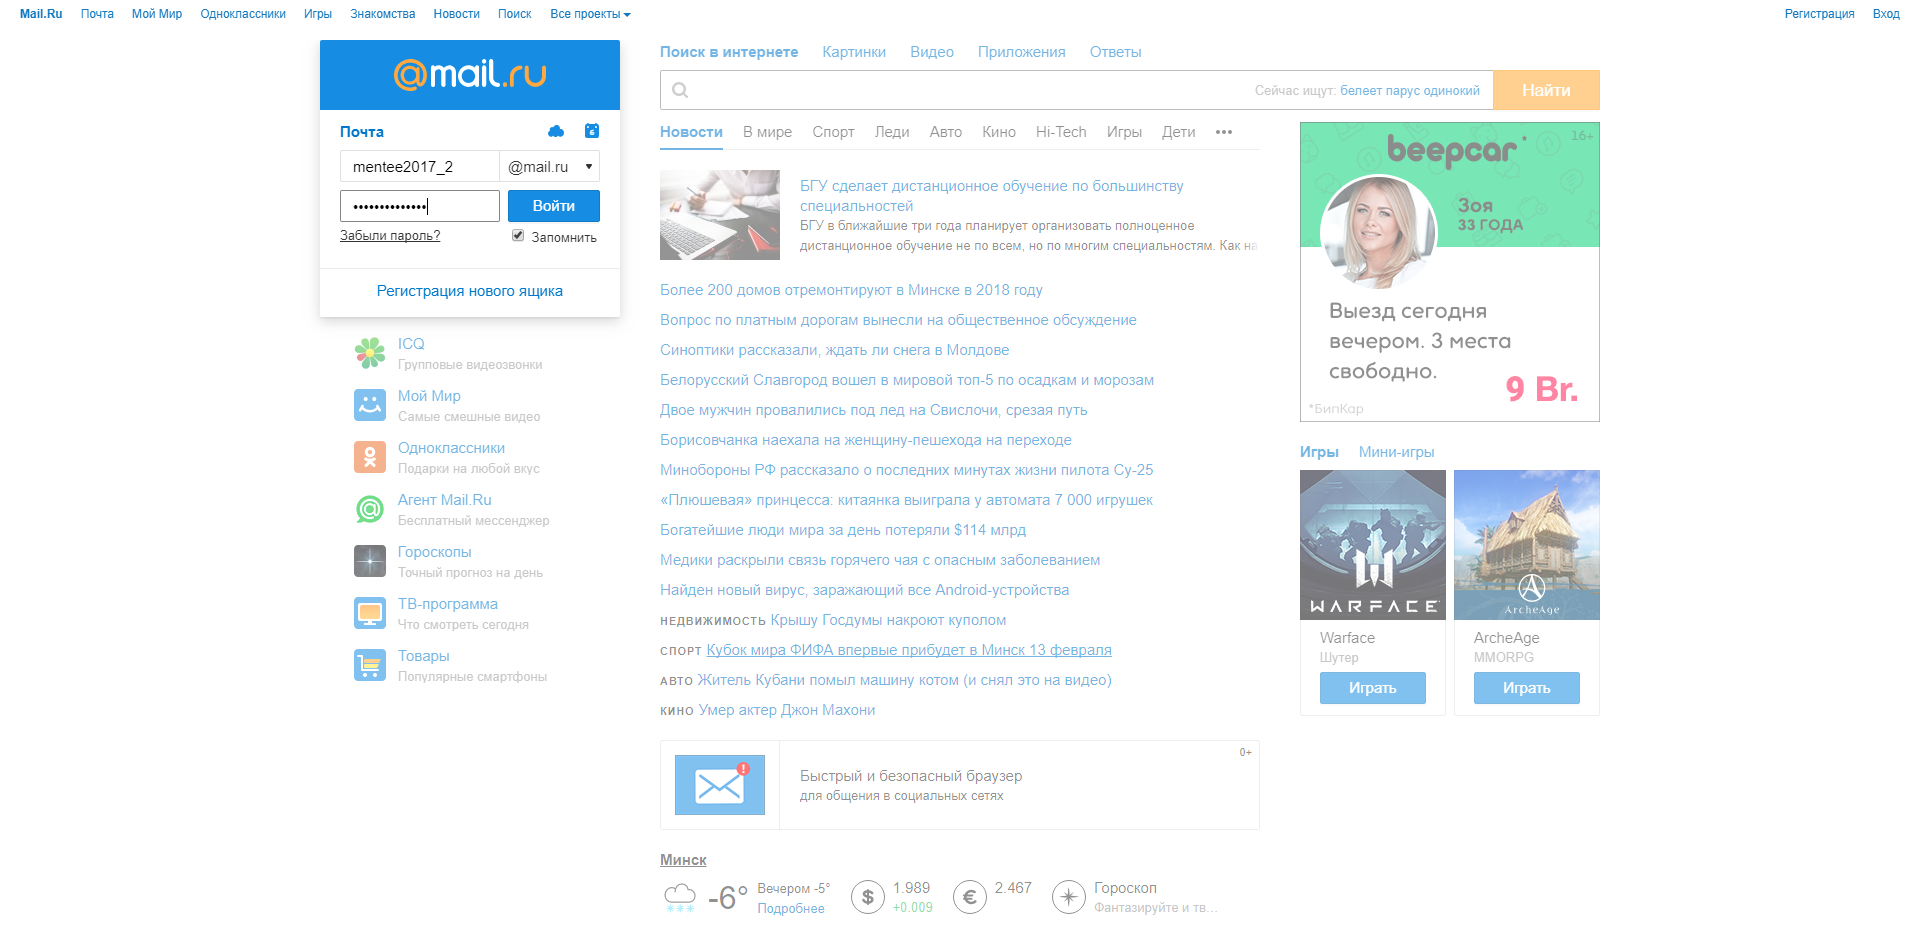 Mail.Ru Почта Мой Мир Одноклассники Игры Знакомства Новости Поиск Все проекты Регистрация Вход
@mail.ru
Почта
6
mentee2017_2 @mail.ru
•••••••••••••• Войти
Забыли пароль? Запомнить
Регистрация нового ящика
ICQ
Групповые видеозвонки
Мой Мир
Самые смешные видео
Одноклассники
Подарки на любой вкус
Агент Mail.Ru
Бесплатный мессенджер
Гороскопы
Точный прогноз на день
ТВ-программа
Что смотреть сегодня
Товары
Популярные смартфоны
Поиск в интернете Картинки Видео Приложения Ответы
Сейчас ищут: белеет парус одинокий Найти
Новости В мире Спорт Леди Авто Кино Hi-Tech Игры Дети •••
БГУ сделает дистанционное обучение по большинству
специальностей
БГУ в ближайшие три года планирует организовать полноценное
дистанционное обучение не по всем, но по многим специальностям. Как на
Более 200 домов отремонтируют в Минске в 2018 году
Вопрос по платным дорогам вынесли на общественное обсуждение
Синоптики рассказали, ждать ли снега в Молдове
Белорусский Славгород вошел в мировой топ-5 по осадкам и морозам
Двое мужчин провалились под лед на Свислочи, срезая путь
Борисовчанка наехала на женщину-пешехода на переходе
Минобороны РФ рассказало о последних минутах жизни пилота Су-25
«Плюшевая» принцесса: китаянка выиграла у автомата 7 000 игрушек
Богатейшие люди мира за день потеряли $114 млрд
Медики раскрыли связь горячего чая с опасным заболеванием
Найден новый вирус, заражающий все Android-устройства
НЕДВИЖИМОСТЬ Крышу Госдумы накроют куполом
СПОРТ Кубок мира ФИФА впервые прибудет в Минск 13 февраля
АВТО Житель Кубани помыл машину котом (и снял это на видео)
КИНО Умер актер Джон Махони
0+
Быстрый и безопасный браузер
для общения в социальных сетях
Минск
-6° Вечером -5°
Подробнее
$ 1.989
+0.009
€ 2.467
Гороскоп
Фантазируйте и тв...
16+
beepcar*
Зоя
33 ГОДА
Выезд сегодня
вечером. 3 места
свободно.
9 Br.
*БипКар
Игры Мини-игры
WARFACE
Warface
Шутер
Играть
ArcheAge
ArcheAge
MMORPG
Играть